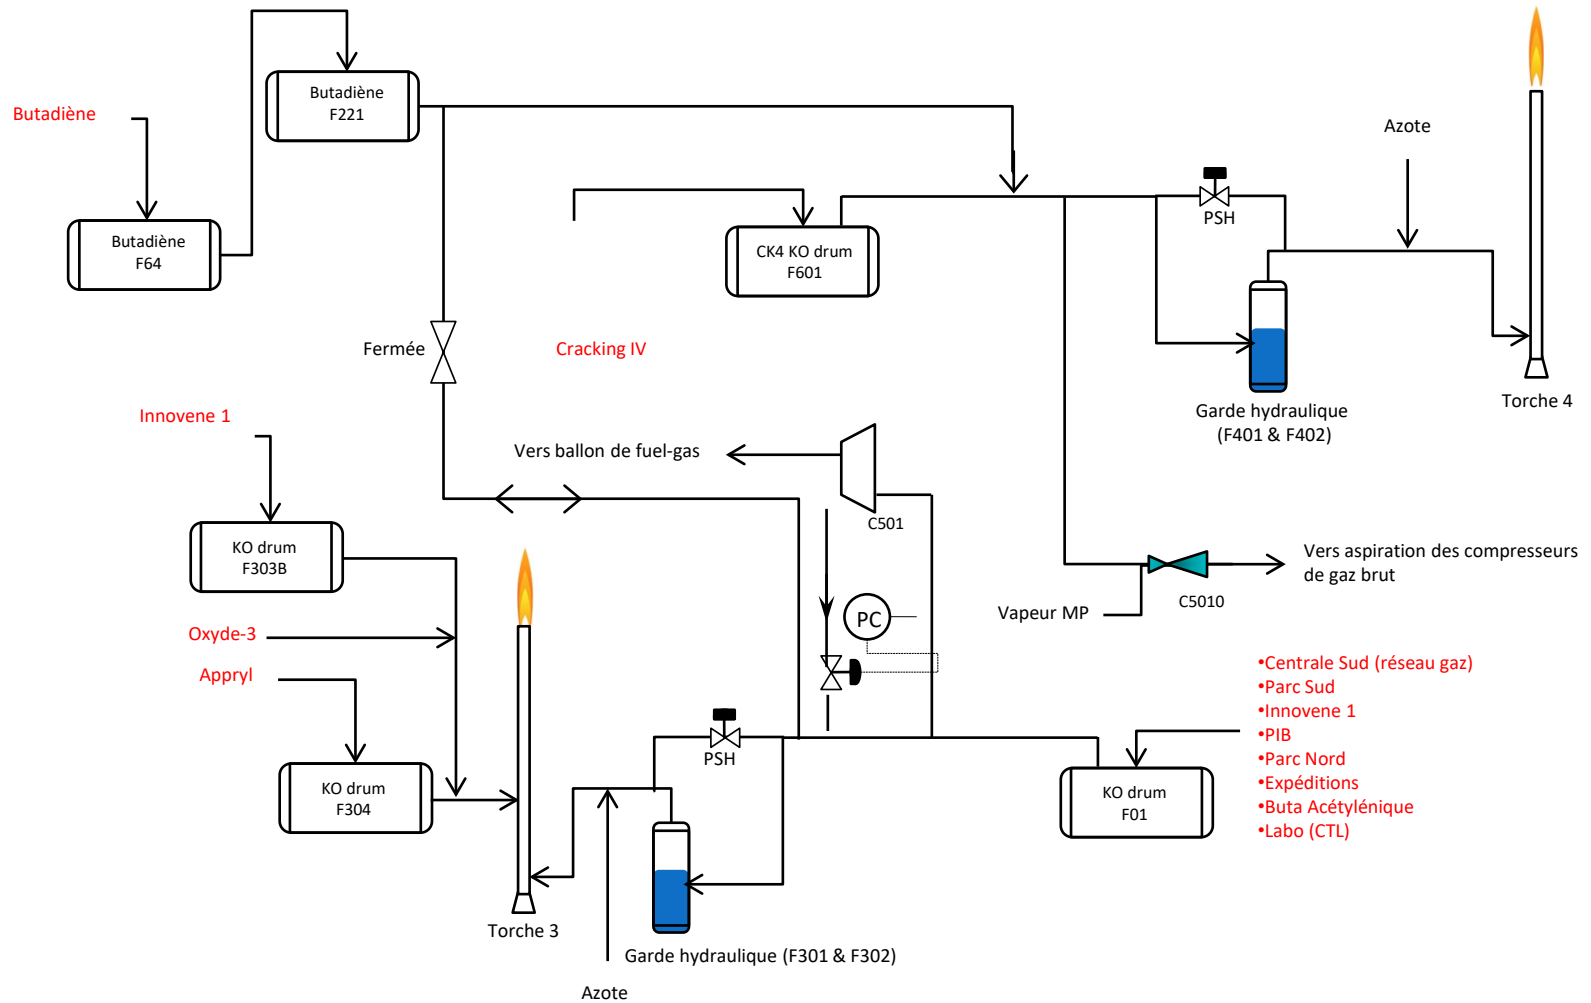 Butadiène
F221
Butadiène
Azote
PSH
Butadiène
F64
CK4 KO drum
F601
Fermée
Cracking IV
Torche 4
Garde hydraulique
(F401 & F402)
Innovene 1
Vers ballon de fuel-gas
C501
KO drum
F303B
Vers aspiration des compresseurs
de gaz brut
C5010
Vapeur MP
PC
Oxyde-3
Appryl
•Centrale Sud (réseau gaz)
•Parc Sud
•Innovene 1
•PIB
•Parc Nord
•Expéditions
•Buta Acétylénique
•Labo (CTL)
PSH
KO drum
F304
KO drum
F01
Torche 3
Garde hydraulique (F301 & F302)
Azote